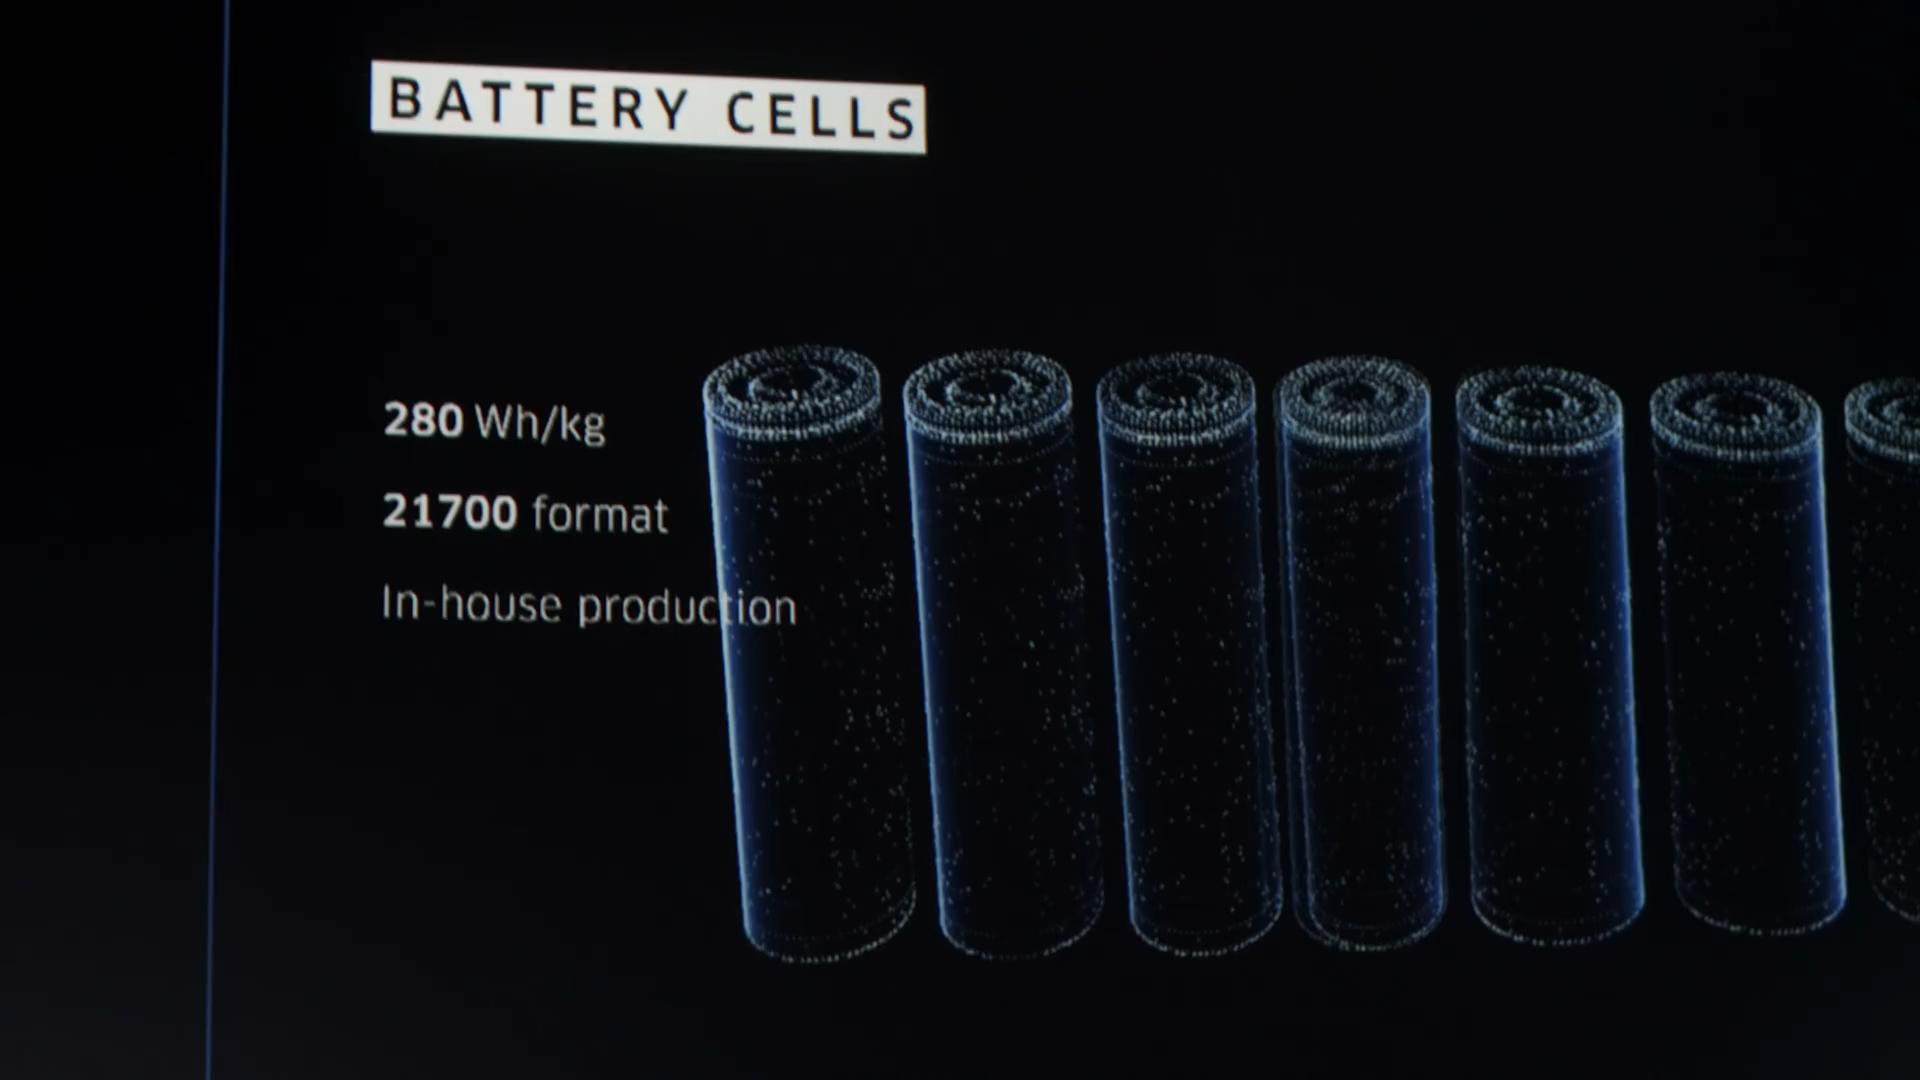 BATTERY CELLS
280 Wh/kg
21700 format
In-house production